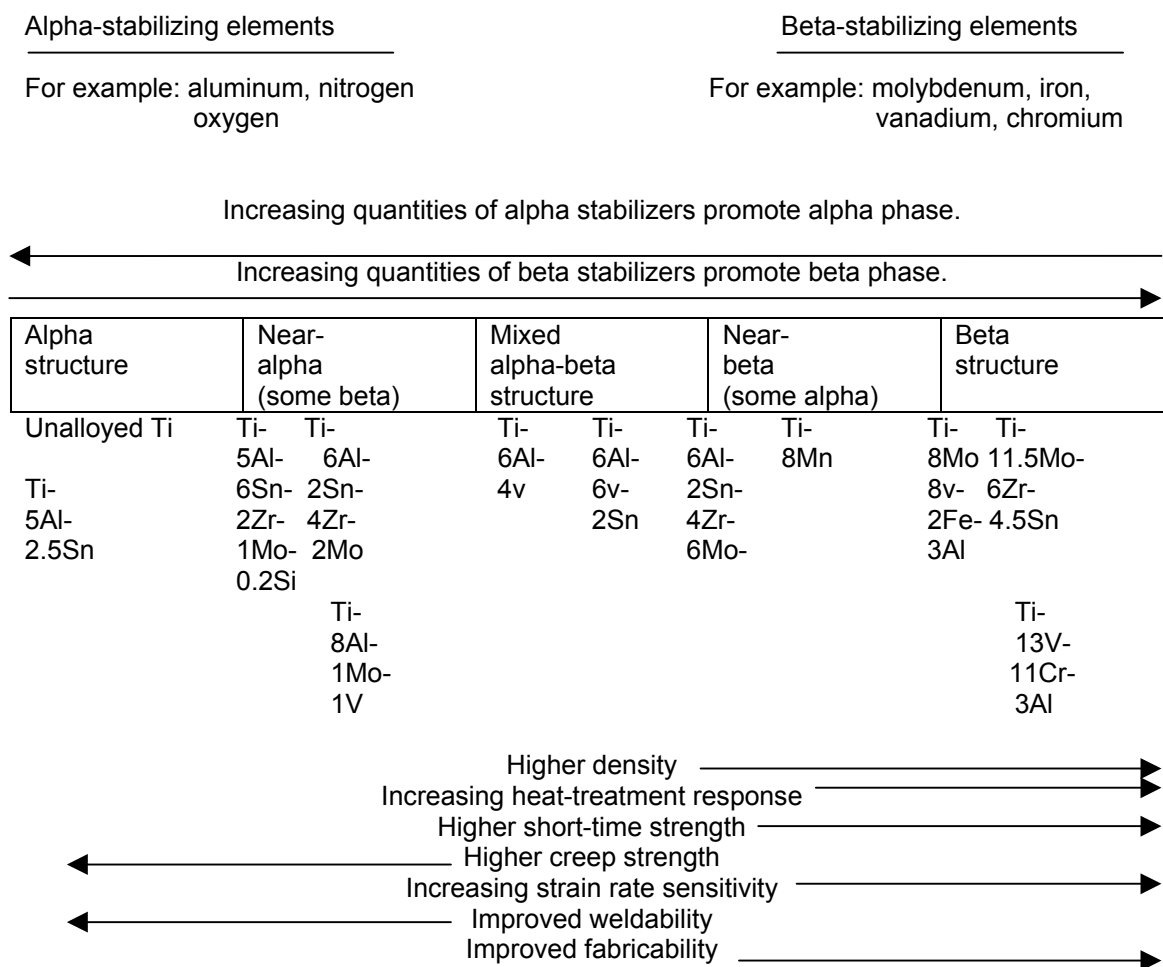 Alpha-stabilizing elements
Beta-stabilizing elements
For example: aluminum, nitrogen
oxygen
For example: molybdenum, iron,
vanadium, chromium
Increasing quantities of alpha stabilizers promote alpha phase.
Increasing quantities of beta stabilizers promote beta phase.
Alpha
structure
Near-
alpha
(some beta)
Mixed
alpha-beta
structure
Near-
beta
(some alpha)
Beta
structure
Unalloyed Ti
Ti-
5Al-
2.5Sn
Ti-
5Al-
6Sn-
2Zr-
1Mo-
0.2Si
Ti-
6Al-
2Sn-
4Zr-
2Mo
Ti-
8Al-
1Mo-
1V
Ti-
6Al-
4v
Ti-
6Al-
6v-
2Sn
Ti-
6Al-
2Sn-
4Zr-
6Mo-
Ti-
8Mn
Ti-
8Mo
8v-
2Fe-
3Al
Ti-
11.5Mo-
6Zr-
4.5Sn
Ti-
13V-
11Cr-
3Al
Higher density
Increasing heat-treatment response
Higher short-time strength
Higher creep strength
Increasing strain rate sensitivity
Improved weldability
Improved fabricability